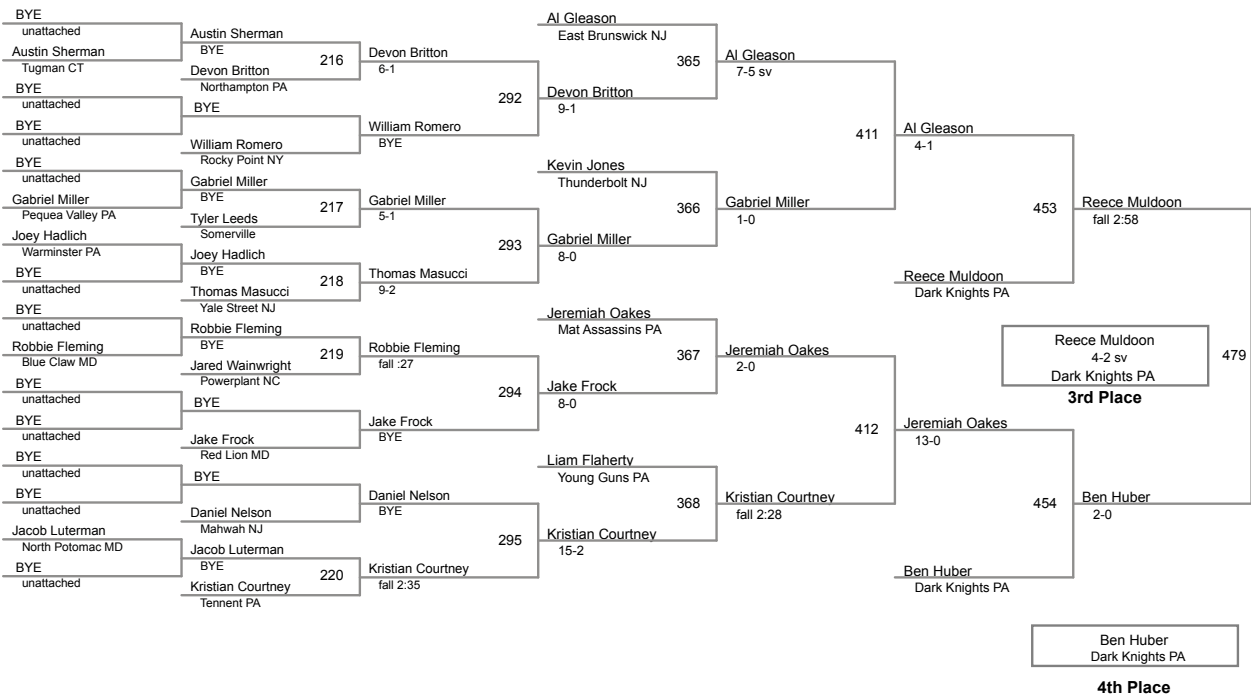 BYE
unattached
Austin Sherman
Tugman CT
BYE
unattached
BYE
unattached
BYE
unattached
Gabriel Miller
Pequea Valley PA
Joey Hadlich
Warminster PA
BYE
unattached
BYE
unattached
Robbie Fleming
Blue Claw MD
BYE
unattached
BYE
unattached
BYE
unattached
BYE
unattached
Jacob Luterman
North Potomac MD
BYE
unattached
Austin Sherman
BYE
216
Devon Britton
Northampton PA
BYE
William Romero
Rocky Point NY
Gabriel Miller
BYE
217
Tyler Leeds
Somerville
Joey Hadlich
BYE
218
Thomas Masucci
Yale Street NJ
Robbie Fleming
BYE
219
Jared Wainwright
Powerplant NC
BYE
Jake Frock
Red Lion MD
BYE
Daniel Nelson
Mahwah NJ
Jacob Luterman
BYE
220
Kristian Courtney
Tennent PA
Devon Britton
6-1
292
William Romero
BYE
Gabriel Miller
5-1
293
Thomas Masucci
9-2
Robbie Fleming
fall :27
294
Jake Frock
BYE
Daniel Nelson
BYE
295
Kristian Courtney
fall 2:35
Al Gleason
East Brunswick NJ
365
Devon Britton
9-1
Kevin Jones
Thunderbolt NJ
366
Gabriel Miller
8-0
Jeremiah Oakes
Mat Assassins PA
367
Jake Frock
8-0
Liam Flaherty
Young Guns PA
368
Kristian Courtney
15-2
Al Gleason
7-5 sv
411
Gabriel Miller
1-0
Jeremiah Oakes
2-0
412
Kristian Courtney
fall 2:28
Al Gleason
4-1
453
Reece Muldoon
Dark Knights PA
Jeremiah Oakes
13-0
454
Ben Huber
Dark Knights PA
Reece Muldoon
fall 2:58
479
Ben Huber
2-0
Reece Muldoon
4-2 sv
Dark Knights PA
3rd Place
Ben Huber
Dark Knights PA
4th Place